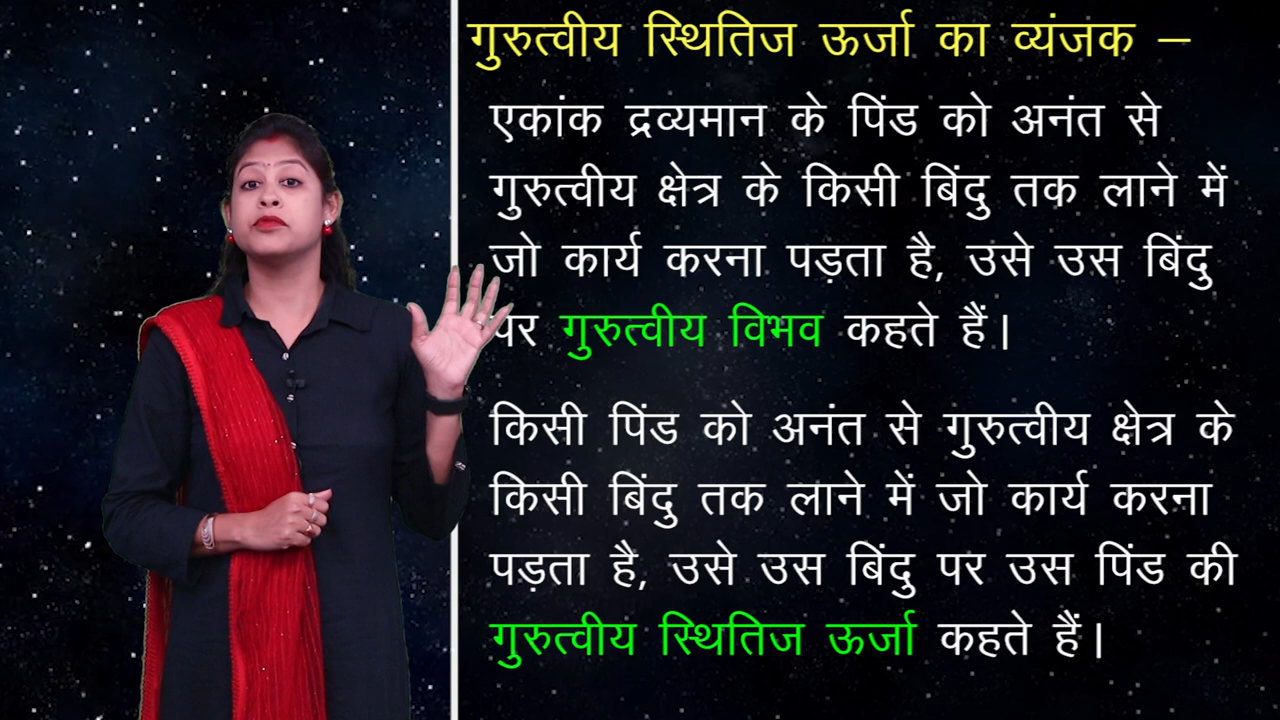 गुरुत्वीय स्थितिज ऊर्जा का व्यंजक –
एकांक द्रव्यमान के पिंड को अनंत से
गुरुत्वीय क्षेत्र के किसी बिंदु तक लाने में
जो कार्य करना पड़ता है, उसे उस बिंदु
पर गुरुत्वीय विभव कहते हैं।
किसी पिंड को अनंत से गुरुत्वीय क्षेत्र के
किसी बिंदु तक लाने में जो कार्य करना
पड़ता है, उसे उस बिंदु पर उस पिंड की
गुरुत्वीय स्थितिज ऊर्जा कहते हैं।